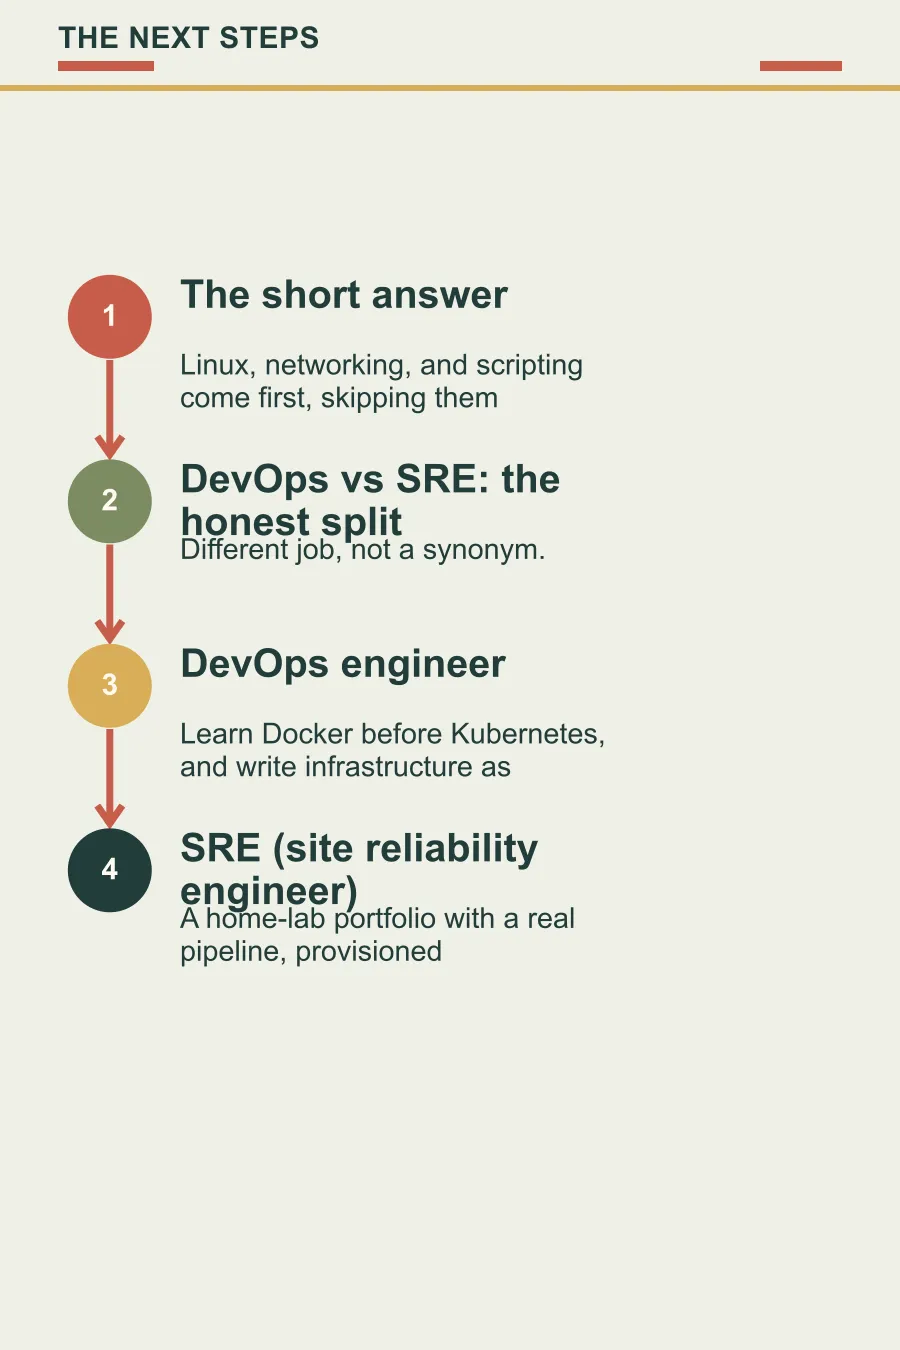 THE NEXT STEPS
1
The short answer
Linux, networking, and scripting
come first, skipping them
2
DevOps vs SRE: the
honest split
Different job, not a synonym.
3
DevOps engineer
Learn Docker before Kubernetes,
and write infrastructure as
4
SRE (site reliability
engineer)
A home-lab portfolio with a real
pipeline, provisioned